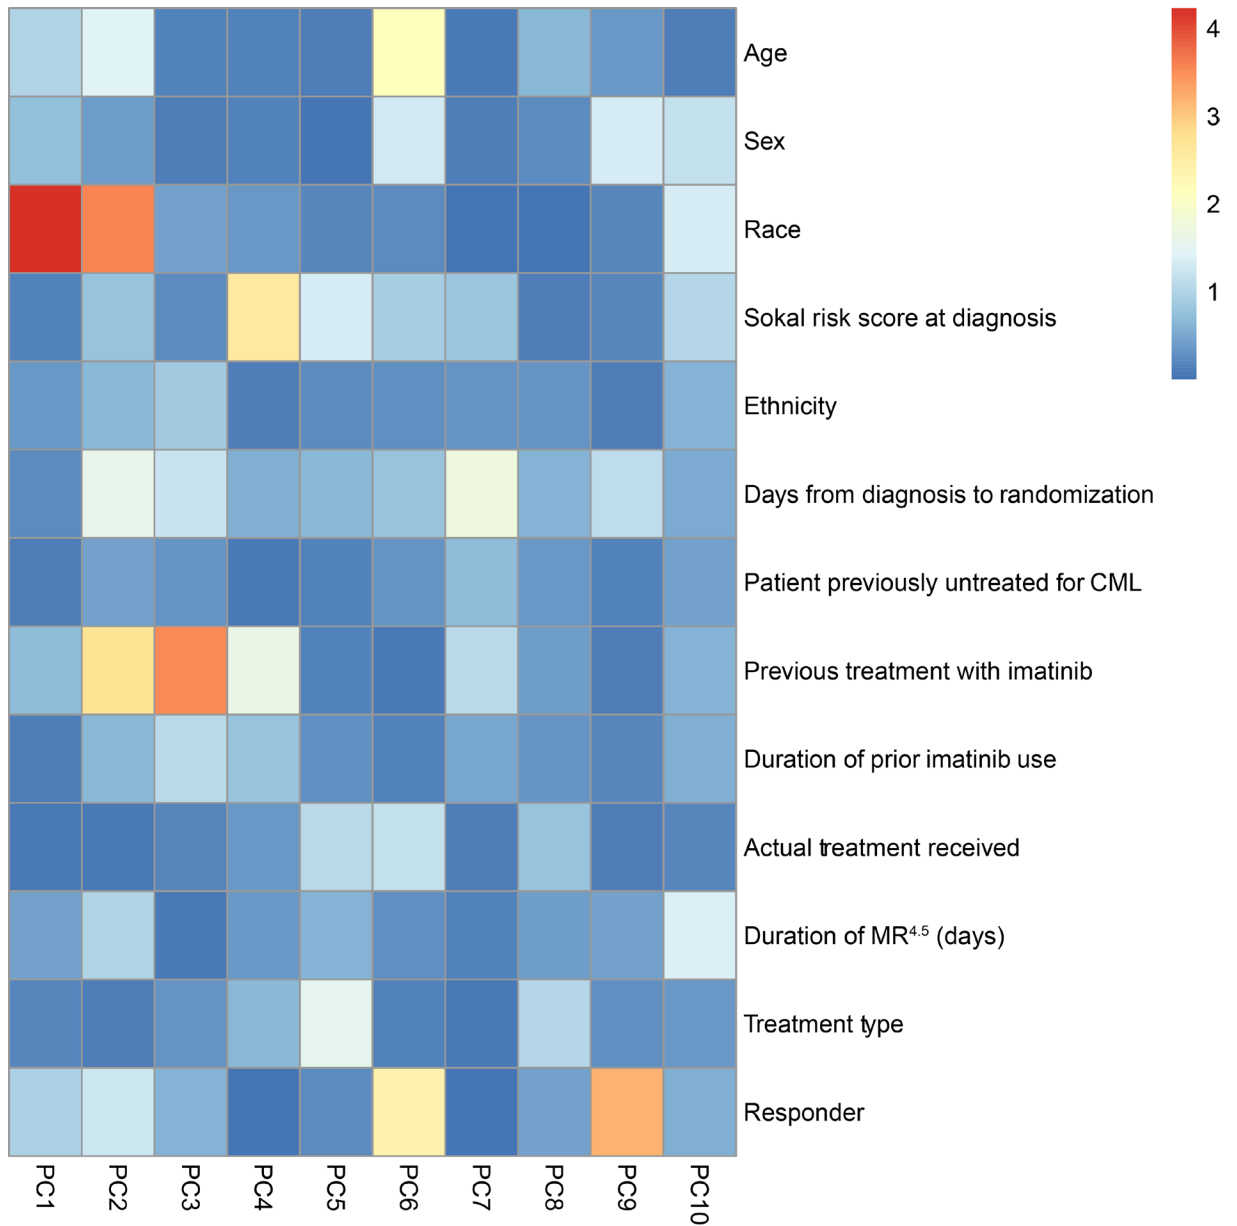 Age
Sex
Race
Sokal risk score at diagnosis
Ethnicity
Days from diagnosis to randomization
Patient previously untreated for CML
Previous treatment with imatinib
Duration of prior imatinib use
Actual treatment received
Duration of MR⁴·⁵ (days)
Treatment type
Responder
PC1
PC2
PC3
PC4
PC5
PC6
PC7
PC8
PC9
PC10
4
3
2
1